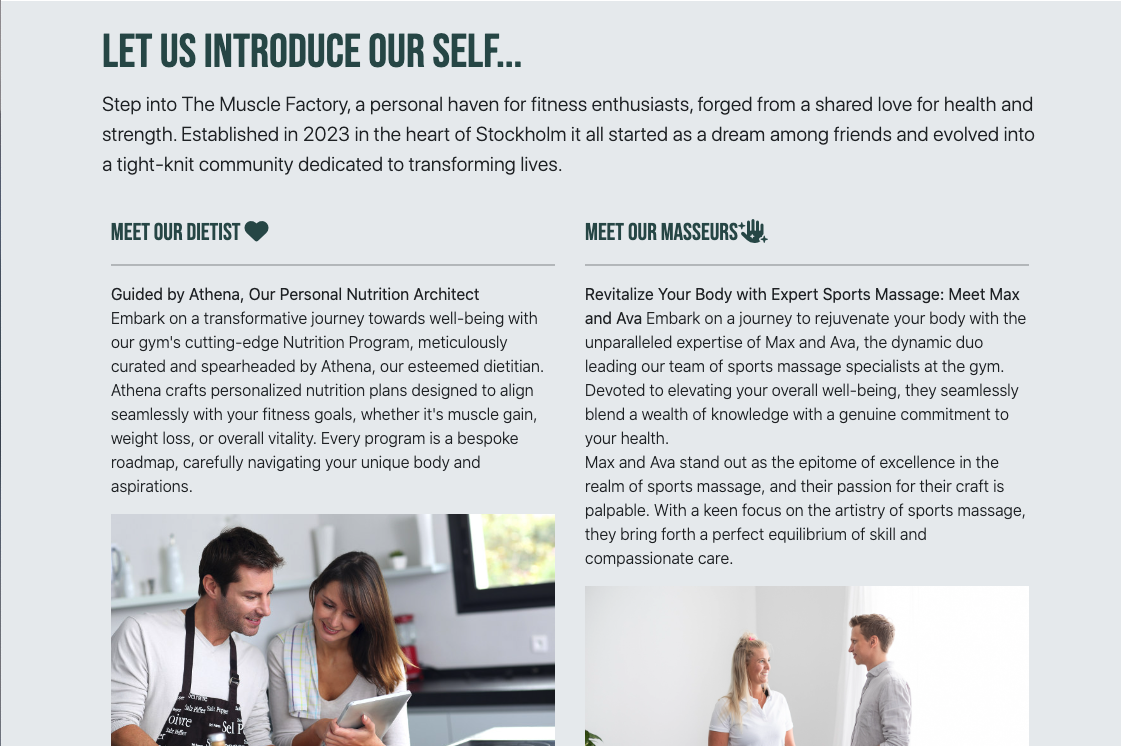 LET US INTRODUCE OUR SELF...
Step into The Muscle Factory, a personal haven for fitness enthusiasts, forged from a shared love for health and
strength. Established in 2023 in the heart of Stockholm it all started as a dream among friends and evolved into
a tight-knit community dedicated to transforming lives.
MEET OUR DIETIST
Guided by Athena, Our Personal Nutrition Architect
Embark on a transformative journey towards well-being with
our gym's cutting-edge Nutrition Program, meticulously
curated and spearheaded by Athena, our esteemed dietitian.
Athena crafts personalized nutrition plans designed to align
seamlessly with your fitness goals, whether it's muscle gain,
weight loss, or overall vitality. Every program is a bespoke
roadmap, carefully navigating your unique body and
aspirations.
MEET OUR MASSEURS
Revitalize Your Body with Expert Sports Massage: Meet Max
and Ava Embark on a journey to rejuvenate your body with the
unparalleled expertise of Max and Ava, the dynamic duo
leading our team of sports massage specialists at the gym.
Devoted to elevating your overall well-being, they seamlessly
blend a wealth of knowledge with a genuine commitment to
your health.
Max and Ava stand out as the epitome of excellence in the
realm of sports massage, and their passion for their craft is
palpable. With a keen focus on the artistry of sports massage,
they bring forth a perfect equilibrium of skill and
compassionate care.